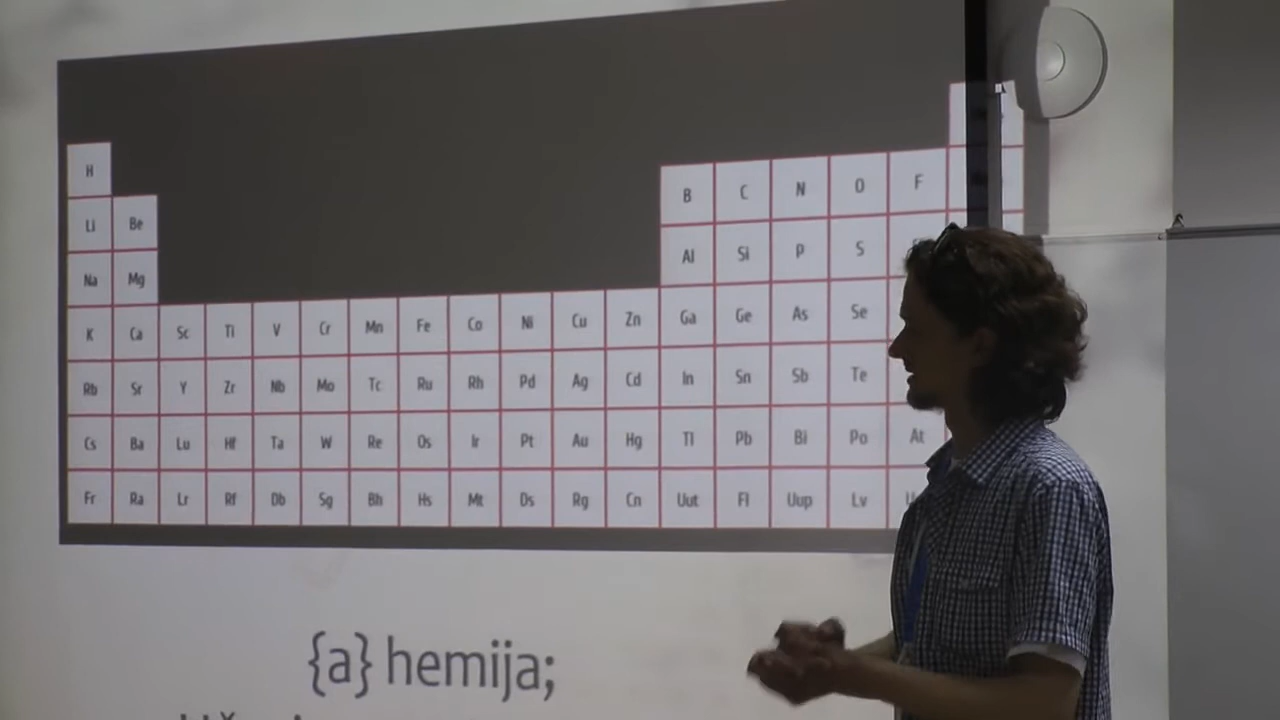 H
B C N O F
Li Be
Al Si P S
Na Mg
K Ca Sc Ti V Cr Mn Fe Co Ni Cu Zn Ga Ge As Se
Rb Sr Y Zr Nb Mo Tc Ru Rh Pd Ag Cd In Sn Sb Te
Cs Ba Lu Hf Ta W Re Os Ir Pt Au Hg Tl Pb Bi Po At
Fr Ra Lr Rf Db Sg Bh Hs Mt Ds Rg Cn Uut Fl Uup Lv
{a} hemija;